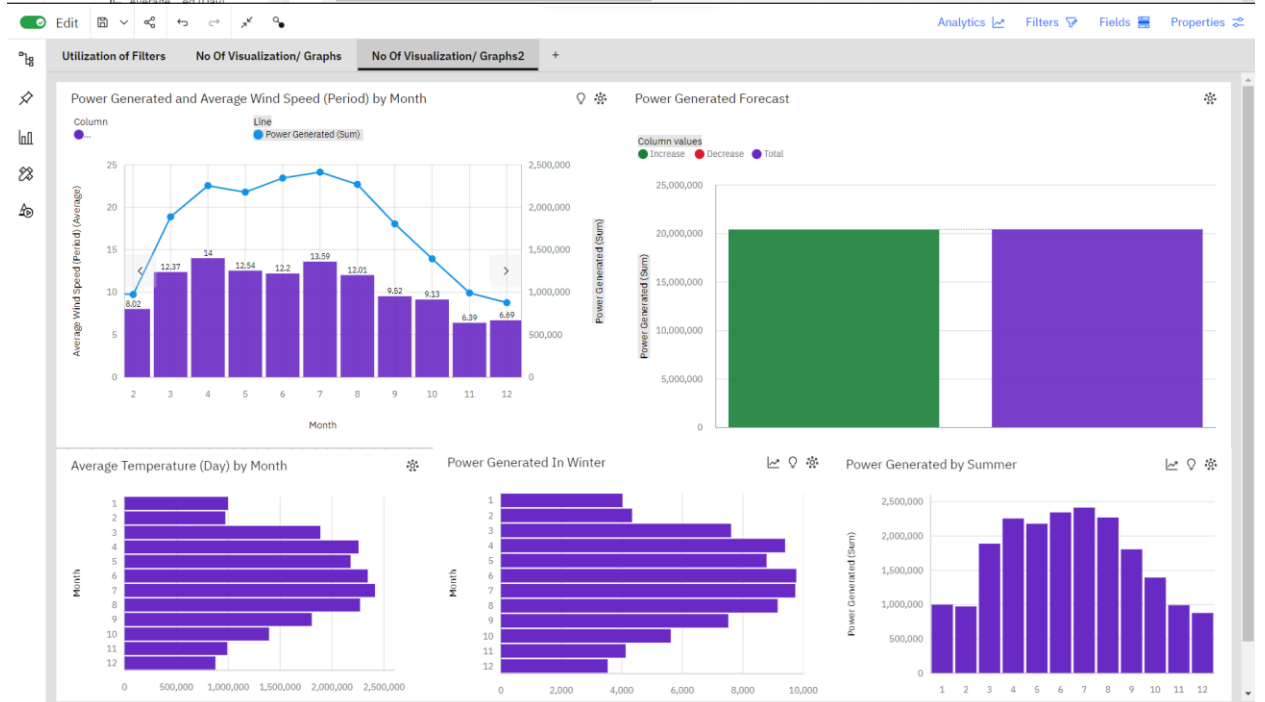 Average ...ed (Day)
Edit
Analytics Filters Fields Properties
Utilization of Filters No Of Visualization/ Graphs No Of Visualization/ Graphs2 +
Power Generated and Average Wind Speed (Period) by Month
Column Line
... Power Generated (Sum)
25 2,500,000
20 2,000,000
15 1,500,000
10 1,000,000
5 500,000
0 0
8.02 12.37 14 12.54 12.2 13.59 12.01 9.52 9.13 6.39 6.69
2 3 4 5 6 7 8 9 10 11 12
Month
Average Wind Speed (Period) (Average)
Power Generated (Sum)
Power Generated Forecast
Column values
Increase Decrease Total
25,000,000
20,000,000
15,000,000
10,000,000
5,000,000
0
Power Generated (Sum)
Average Temperature (Day) by Month
Month
1
2
3
4
5
6
7
8
9
10
11
12
0 500,000 1,000,000 1,500,000 2,000,000 2,500,000
Power Generated In Winter
Month
1
2
3
4
5
6
7
8
9
10
11
12
0 2,000 4,000 6,000 8,000 10,000
Power Generated by Summer
Power Generated (Sum)
2,500,000
2,000,000
1,500,000
1,000,000
500,000
0
1 2 3 4 5 6 7 8 9 10 11 12